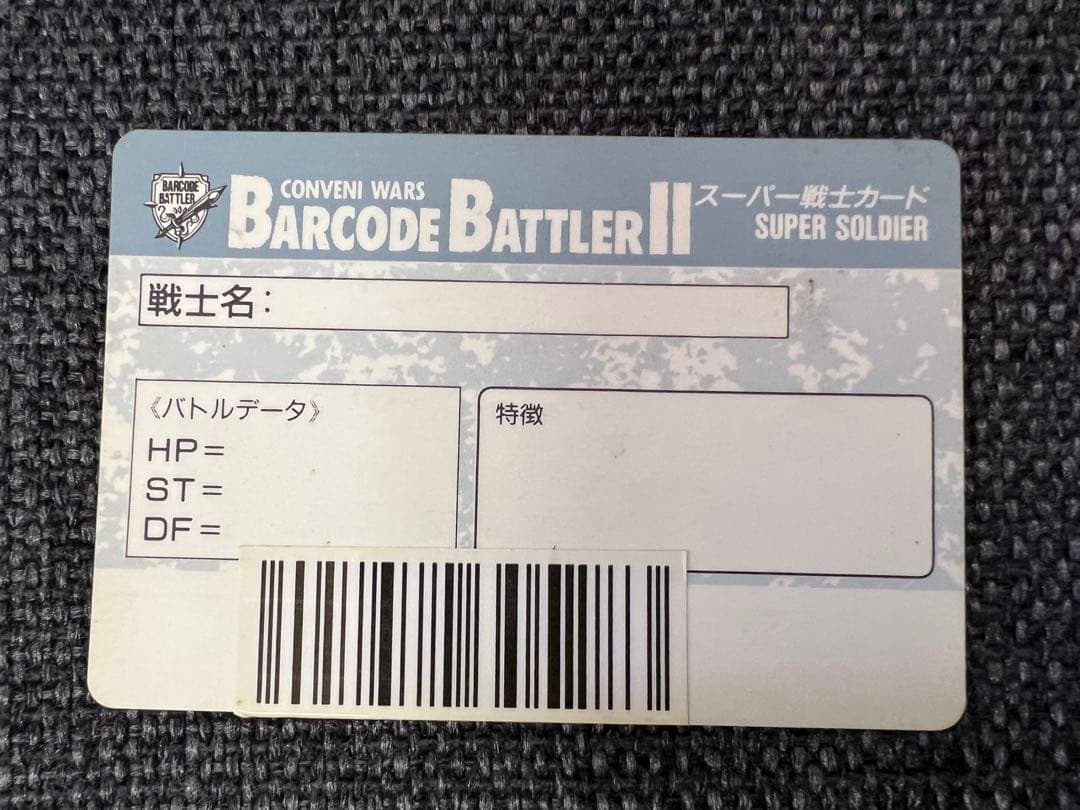 BARCODE
BATTLER
CONVENI WARS
BARCODE BATTLER II
スーパー戦士カード
SUPER SOLDIER
戦士名:
《バトルデータ》
HP=
ST=
DF=
特徴